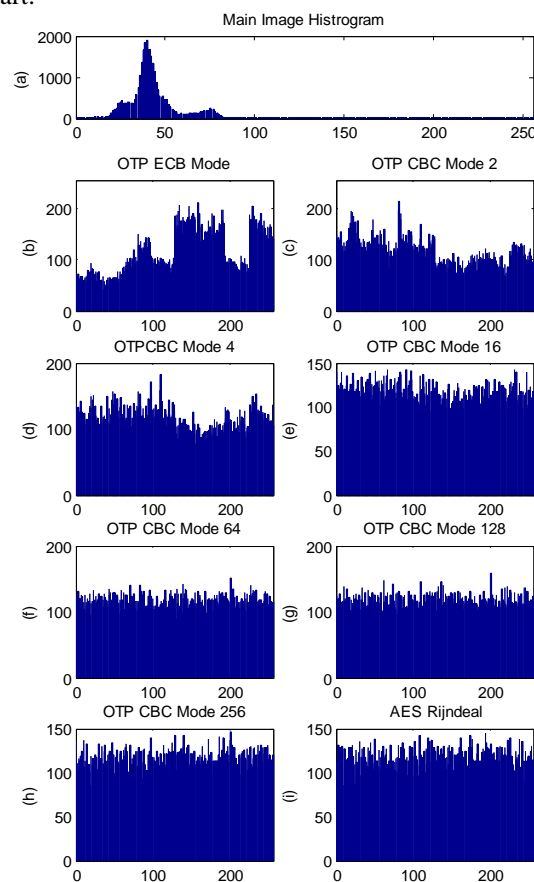 art.
Main Image Histrogram
2000
1000
0
(a)
0 50 100 150 200 250
OTP ECB Mode
200
100
0
(b)
0 100 200
OTP CBC Mode 2
200
100
0
(c)
0 100 200
OTPCBC Mode 4
200
100
0
(d)
0 100 200
OTP CBC Mode 16
150
100
50
0
(e)
0 100 200
OTP CBC Mode 64
200
100
0
(f)
0 100 200
OTP CBC Mode 128
200
100
0
(g)
0 100 200
OTP CBC Mode 256
150
100
50
0
(h)
0 100 200
AES Rijndeal
150
100
50
0
(i)
0 100 200